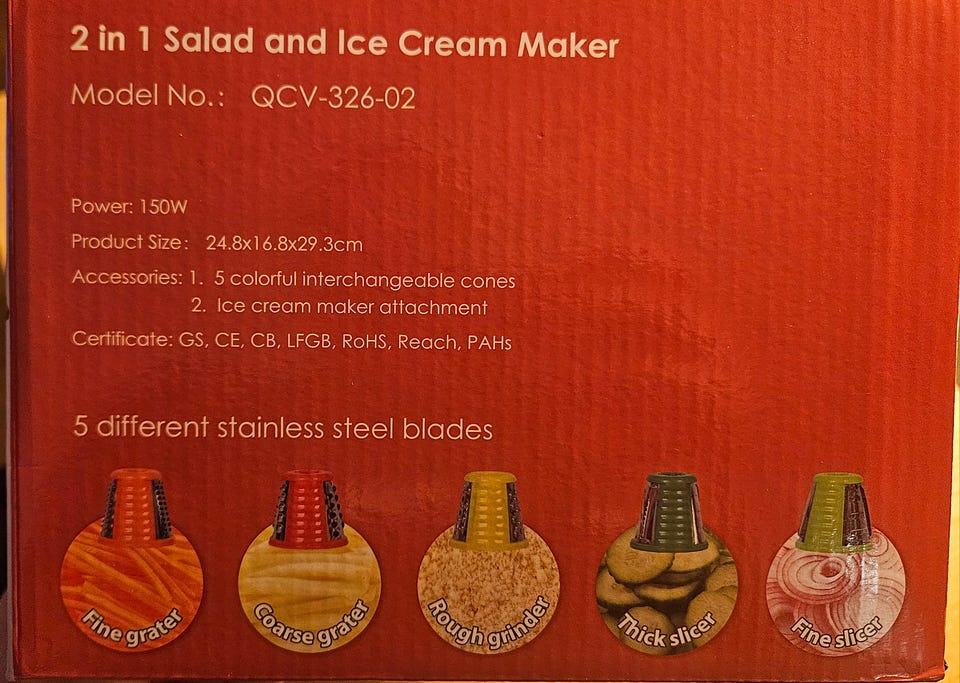 2 in 1 Salad and Ice Cream Maker
Model No.: QCV-326-02
Power: 150W
Product Size: 24.8x16.8x29.3cm
Accessories: 1. 5 colorful interchangeable cones
2. Ice cream maker attachment
Certificate: GS, CE, CB, LFGB, RoHS, Reach, PAHs
5 different stainless steel blades
Fine grater
Coarse grater
Rough grinder
Thick slicer
Fine slicer